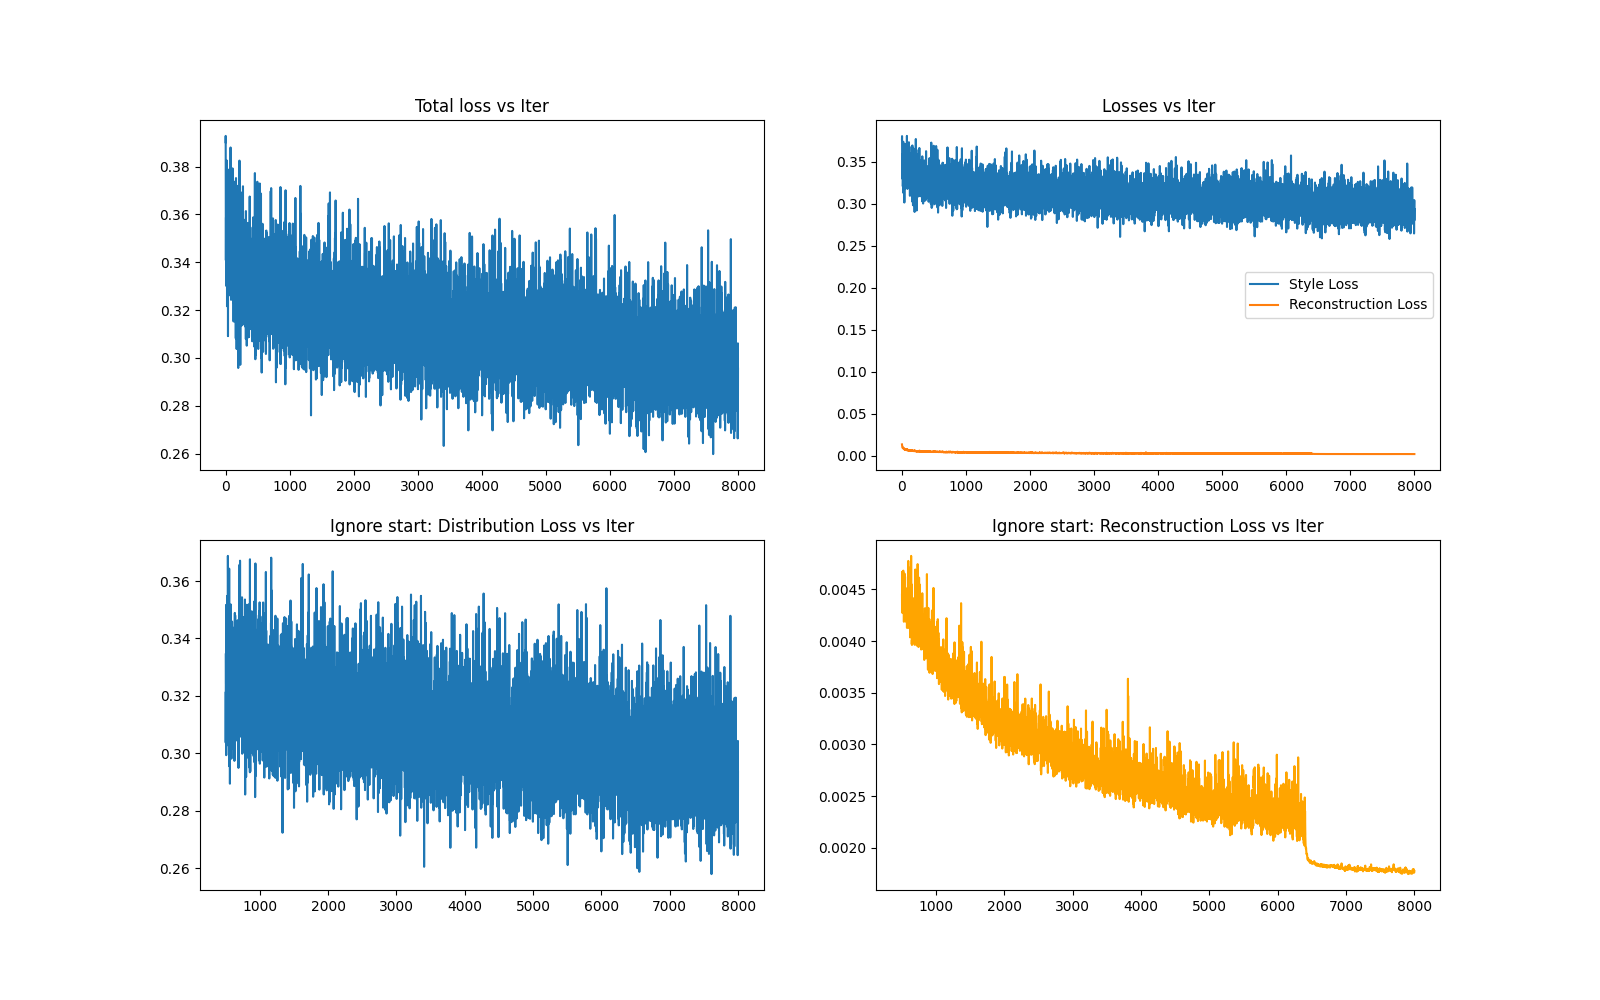 Total loss vs Iter
0.38
0.36
0.34
0.32
0.30
0.28
0.26
0 1000 2000 3000 4000 5000 6000 7000 8000
Losses vs Iter
0.35
0.30
0.25
0.20
0.15
0.10
0.05
0.00
Style Loss
Reconstruction Loss
0 1000 2000 3000 4000 5000 6000 7000 8000
Ignore start: Distribution Loss vs Iter
0.36
0.34
0.32
0.30
0.28
0.26
1000 2000 3000 4000 5000 6000 7000 8000
Ignore start: Reconstruction Loss vs Iter
0.0045
0.0040
0.0035
0.0030
0.0025
0.0020
1000 2000 3000 4000 5000 6000 7000 8000